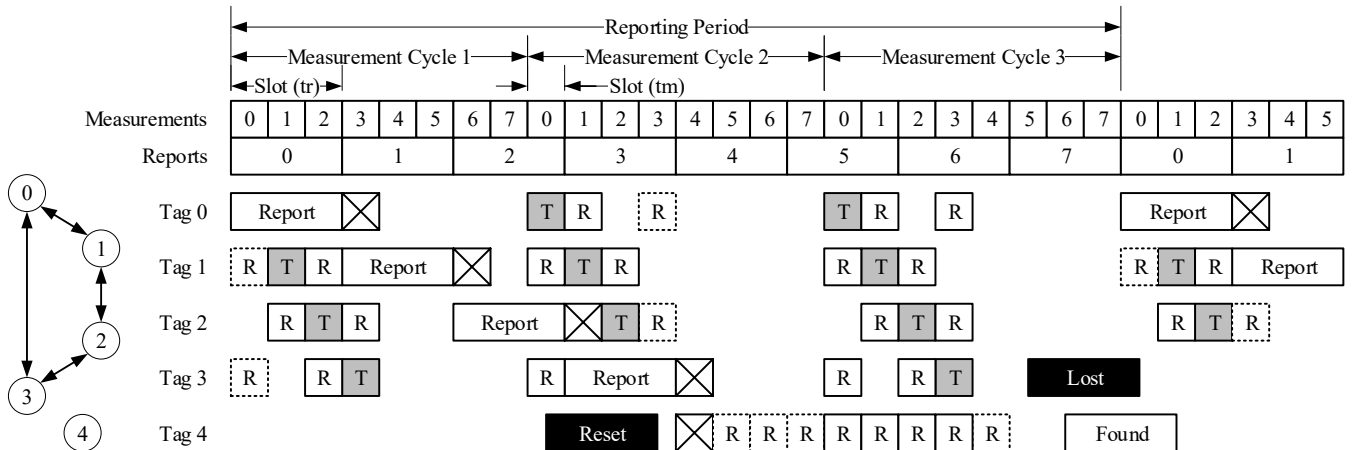 Reporting Period
Measurement Cycle 1 Measurement Cycle 2 Measurement Cycle 3
Slot (tr) Slot (tm)
Measurements 0 1 2 3 4 5 6 7 0 1 2 3 4 5 6 7 0 1 2 3 4 5 6 7 0 1 2 3 4 5
Reports 0 1 2 3 4 5 6 7 0 1
0 Tag 0 Report T R R T R R Report
1 Tag 1 R T R Report R T R R T R R T R Report
2 Tag 2 R T R Report T R R T R R T R
3 Tag 3 R R T R Report R R T Lost
4 Tag 4 Reset R R R R R R R R Found